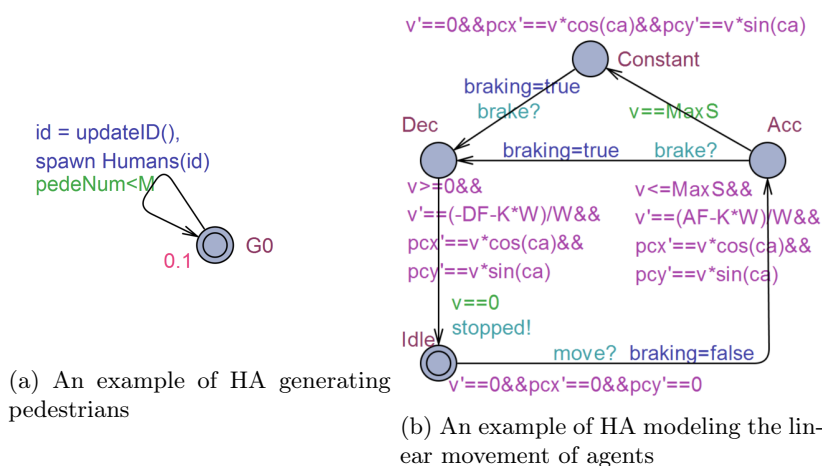 id = updateID(),
spawn Humans(id)
pedeNum<M
0.1
G0
(a) An example of HA generating
pedestrians
v'==0&&pcx'==v*cos(ca)&&pcy'==v*sin(ca)
Constant
braking=true
brake?
v==MaxS
Dec
Acc
braking=true
brake?
v>=0&&
v'==(-DF-K*W)/W&&
pcx'==v*cos(ca)&&
pcy'==v*sin(ca)
v<=MaxS&&
v'==(AF-K*W)/W&&
pcx'==v*cos(ca)&&
pcy'==v*sin(ca)
v==0
stopped!
Idle
move?
braking=false
v'==0&&pcx'==0&&pcy'==0
(b) An example of HA modeling the lin-
ear movement of agents